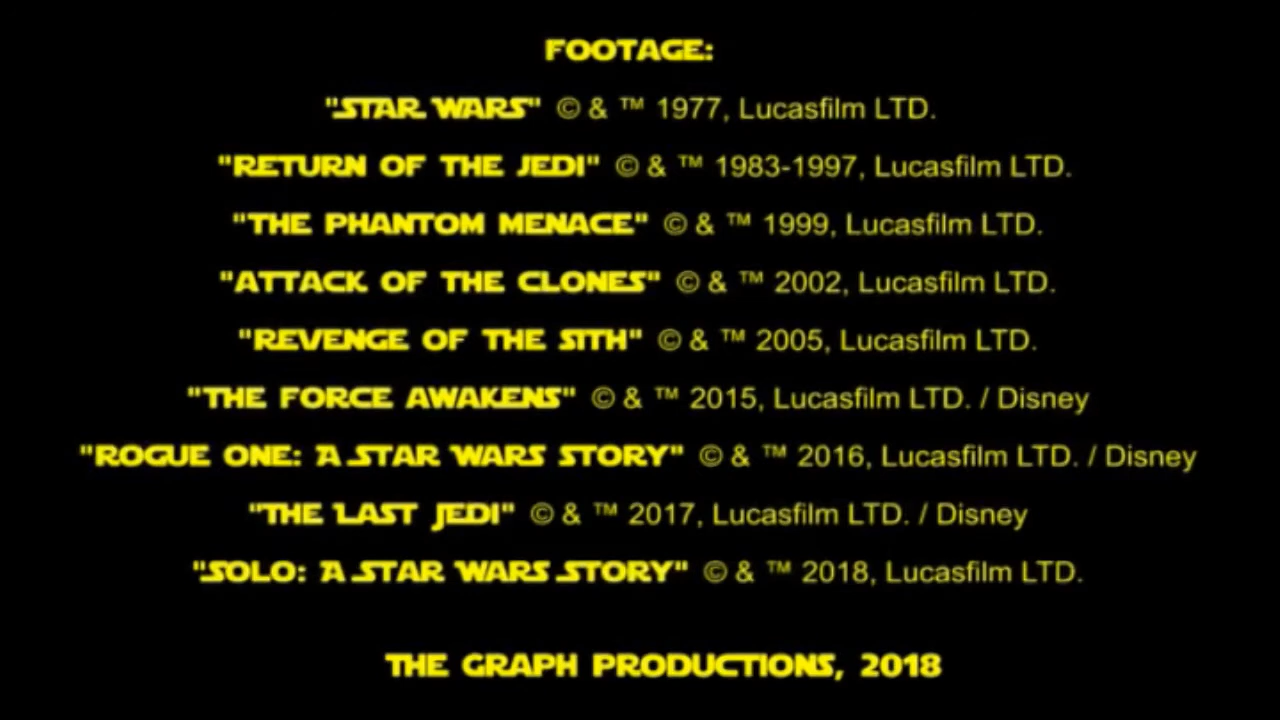 FOOTAGE:
"STAR WARS" © & ™ 1977, Lucasfilm LTD.
"RETURN OF THE JEDI" © & ™ 1983-1997, Lucasfilm LTD.
"THE PHANTOM MENACE" © & ™ 1999, Lucasfilm LTD.
"ATTACK OF THE CLONES" © & ™ 2002, Lucasfilm LTD.
"REVENGE OF THE SITH" © & ™ 2005, Lucasfilm LTD.
"THE FORCE AWAKENS" © & ™ 2015, Lucasfilm LTD. / Disney
"ROGUE ONE: A STAR WARS STORY" © & ™ 2016, Lucasfilm LTD. / Disney
"THE LAST JEDI" © & ™ 2017, Lucasfilm LTD. / Disney
"SOLO: A STAR WARS STORY" © & ™ 2018, Lucasfilm LTD.
THE GRAPH PRODUCTIONS, 2018